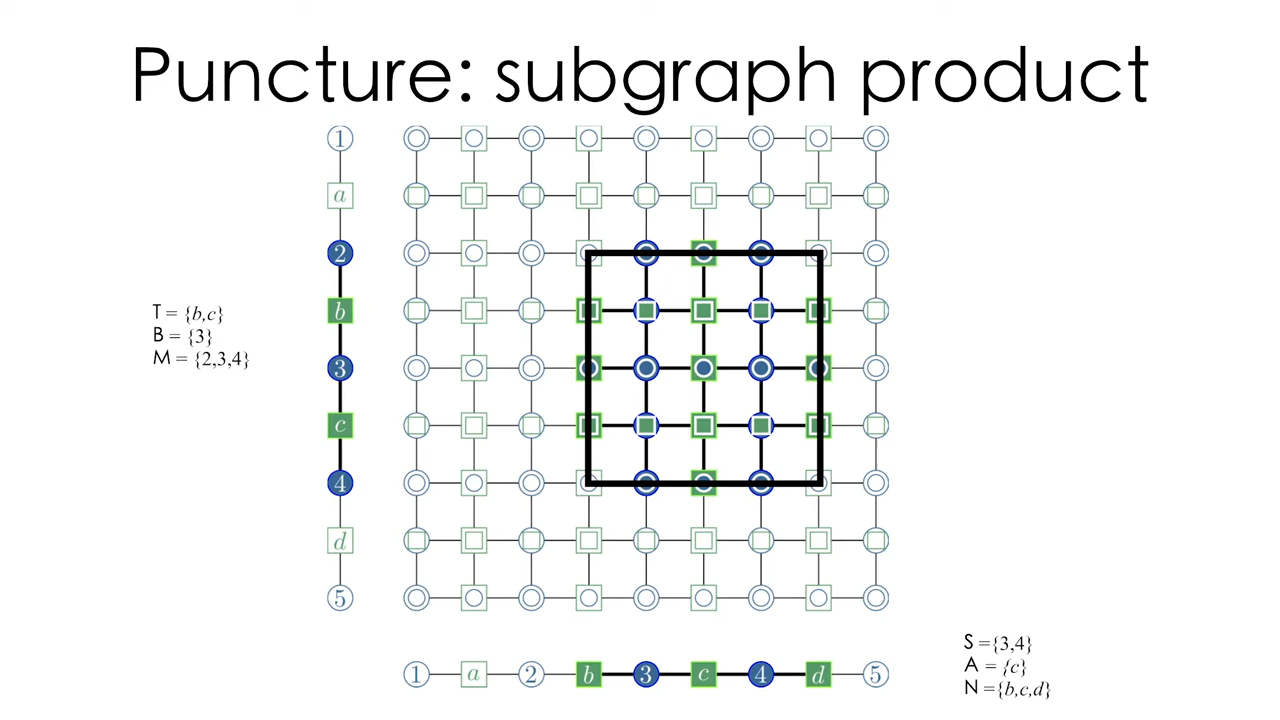 Puncture: subgraph product
1
a
2
b
3
c
4
d
5
T = {b,c}
B = {3}
M = {2,3,4}
1 a 2 b 3 c 4 d 5
S ={3,4}
A = {c}
N ={b,c,d}